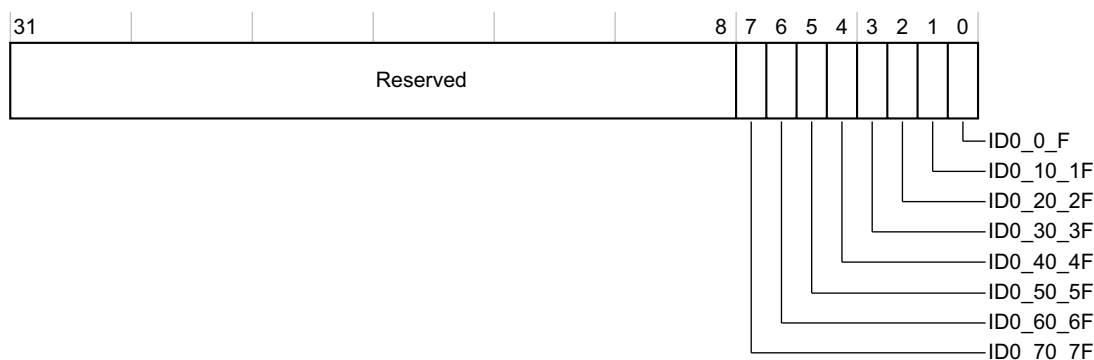 31 8 7 6 5 4 3 2 1 0
Reserved
ID0_0_F
ID0_10_1F
ID0_20_2F
ID0_30_3F
ID0_40_4F
ID0_50_5F
ID0_60_6F
ID0_70_7F